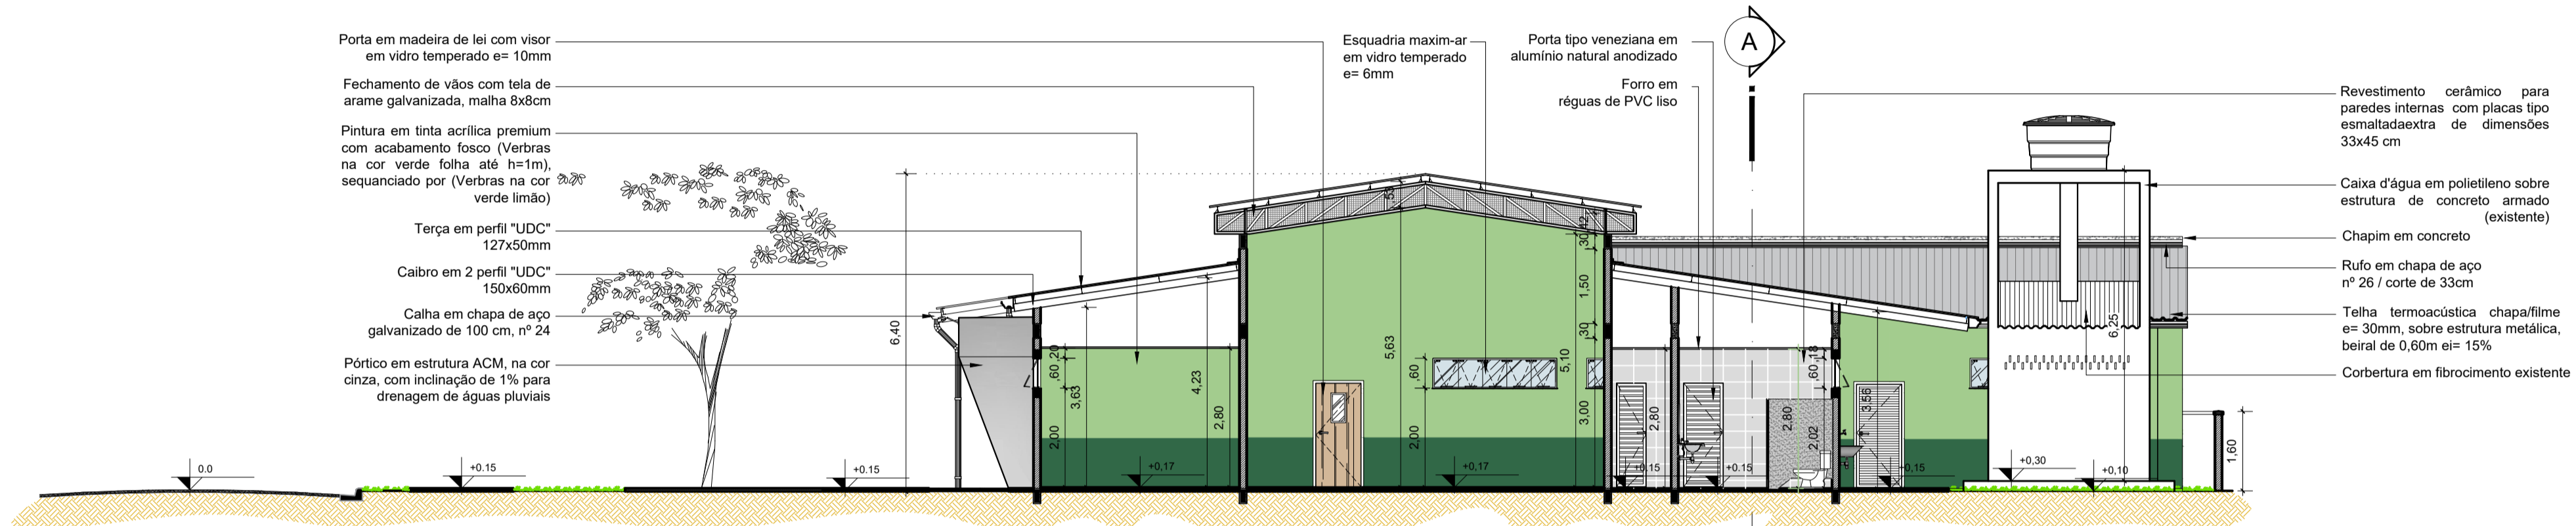 Porta em madeira de lei com visor
em vidro temperado e= 10mm
Fechamento de vãos com tela de
arame galvanizada, malha 8x8cm
Pintura em tinta acrílica premium
com acabamento fosco (Verbras
na cor verde folha até h=1m),
sequanciado por (Verbras na cor
verde limão)
Terça em perfil "UDC"
127x50mm
Caibro em 2 perfil "UDC"
150x60mm
Calha em chapa de aço
galvanizado de 100 cm, nº 24
Pórtico em estrutura ACM, na cor
cinza, com inclinação de 1% para
drenagem de águas pluviais
Esquadria maxim-ar
em vidro temperado
e= 6mm
Porta tipo veneziana em
alumínio natural anodizado
Forro em
réguas de PVC liso
A
Revestimento cerâmico para
paredes internas com placas tipo
esmaltadaextra de dimensões
33x45 cm
Caixa d'água em polietileno sobre
estrutura de concreto armado
(existente)
Chapim em concreto
Rufo em chapa de aço
nº 26 / corte de 33cm
Telha termoacústica chapa/filme
e= 30mm, sobre estrutura metálica,
beiral de 0,60m ei= 15%
Corbertura em fibrocimento existente
6,40
,20
,60
3,63
2,00
4,23
2,80
5,63
,60
2,00
5,10
,42
,30
1,50
,30
3,00
2,80
2,80
,18
,60
2,02
3,56
6,25
1,60
0.0
+0.15
+0.15
+0,17
+0,17
+0.15
+0.15
+0.15
+0,30
+0,10